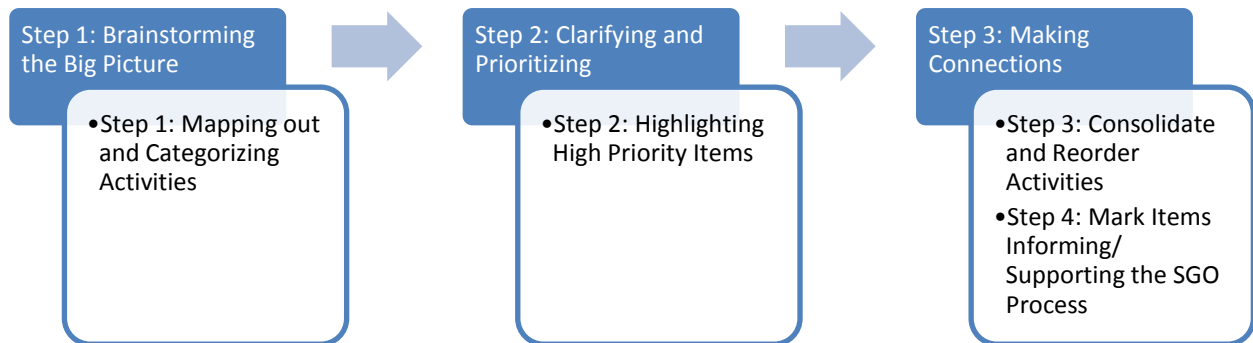 Step 1: Brainstorming
the Big Picture
•Step 1: Mapping out
and Categorizing
Activities
Step 2: Clarifying and
Prioritizing
•Step 2: Highlighting
High Priority Items
Step 3: Making
Connections
•Step 3: Consolidate
and Reorder
Activities
•Step 4: Mark Items
Informing/
Supporting the SGO
Process